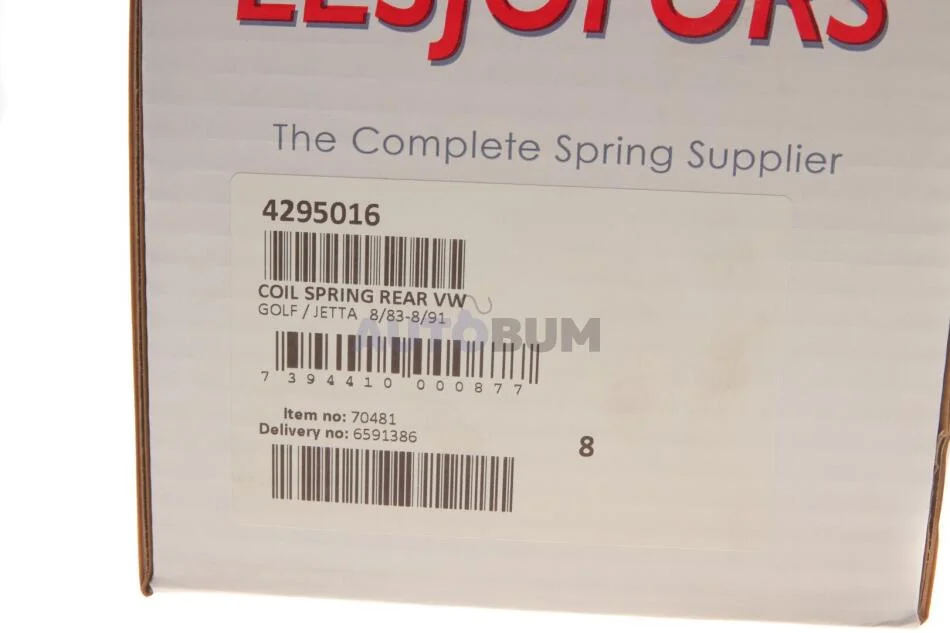 LESJÖFORS
The Complete Spring Supplier
4295016
COIL SPRING REAR VW
GOLF / JETTA 8/83-8/91
AUTOBUM
7 394410 000877
Item no: 70481
Delivery no: 6591386
8